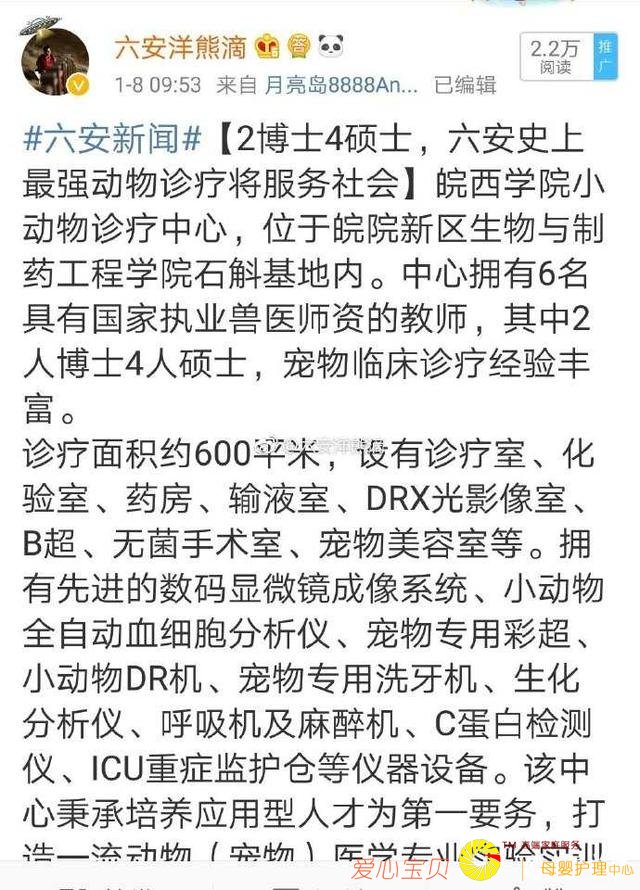 六安洋熊滴
2.2万
阅读
推广
1-8 09:53 来自 月亮岛8888An... 已编辑
#六安新闻#【2博士4硕士，六安史上
最强动物诊疗将服务社会】皖西学院小
动物诊疗中心，位于皖院新区生物与制
药工程学院石斛基地内。中心拥有6名
具有国家执业兽医师资的教师，其中2
人博士4人硕士，宠物临床诊疗经验丰
富。
@六安洋熊滴
诊疗面积约600平米，设有诊疗室、化
验室、药房、输液室、DRX光影像室、
B超、无菌手术室、宠物美容室等。拥
有先进的数码显微镜成像系统、小动物
全自动血细胞分析仪、宠物专用彩超、
小动物DR机、宠物专用洗牙机、生化
分析仪、呼吸机及麻醉机、C蛋白检测
仪、ICU重症监护仓等仪器设备。该中
心秉承培养应用型人才为第一要务，打
造一流动物（宠物）医学专业实验实训
爱心宝贝
TM 高端家庭服务
母婴护理中心